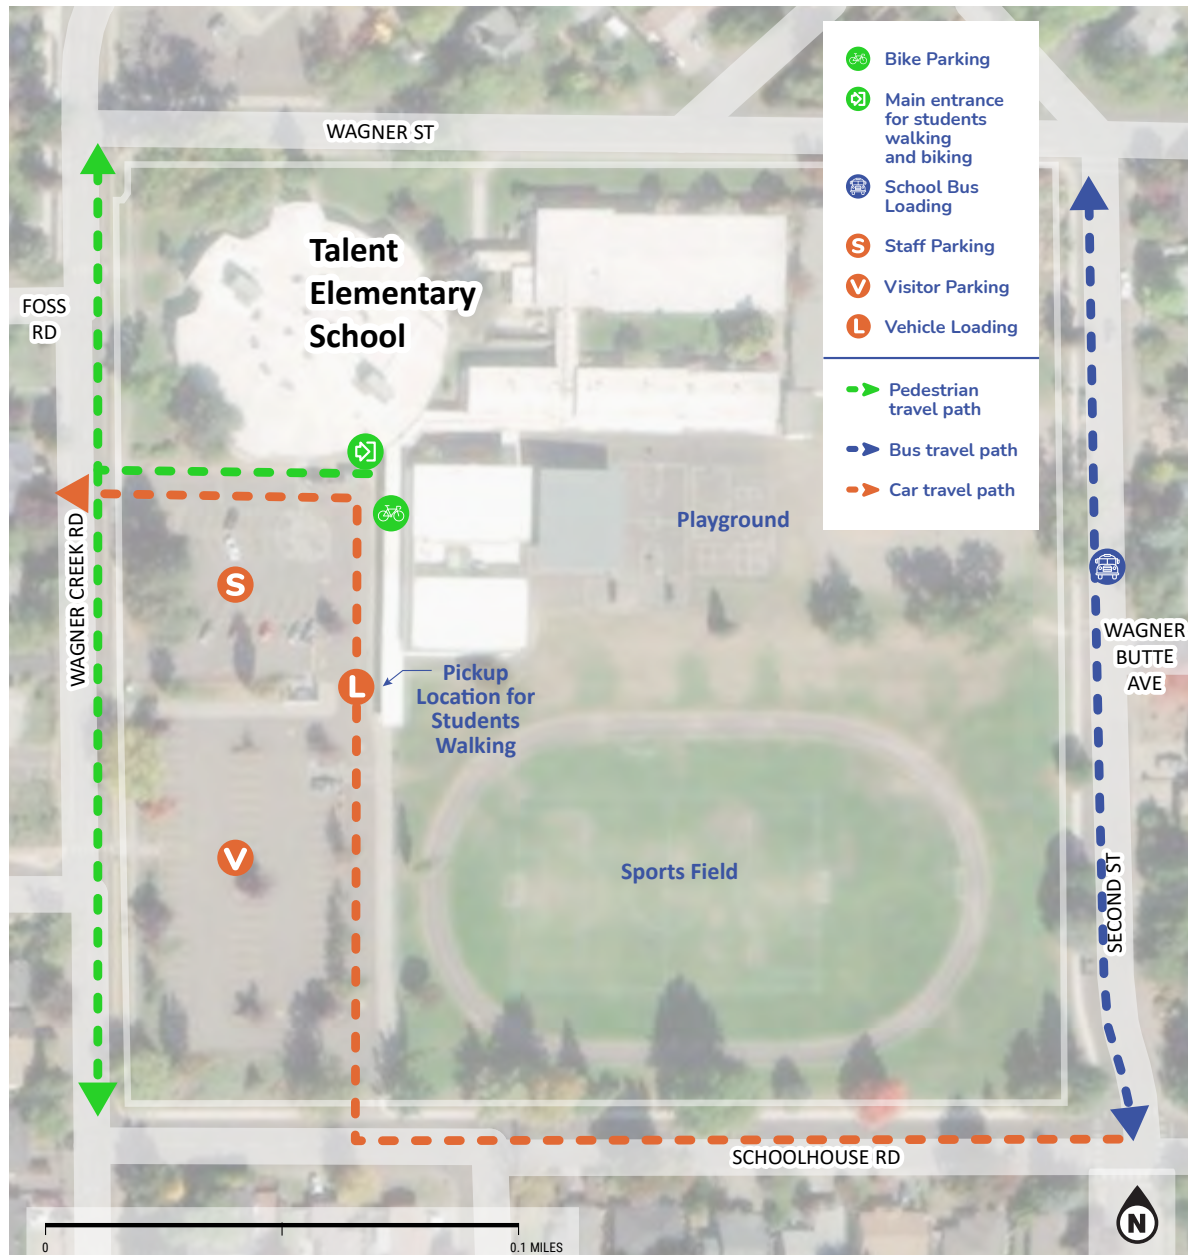 WAGNER ST
Talent
Elementary
School
FOSS
RD
WAGNER CREEK RD
S
V
L
Pickup
Location for
Students
Walking
Playground
Sports Field
WAGNER
BUTTE
AVE
SECOND ST
SCHOOLHOUSE RD
Bike Parking
Main entrance
for students
walking
and biking
School Bus
Loading
S
Staff Parking
V
Visitor Parking
L
Vehicle Loading
Pedestrian
travel path
Bus travel path
Car travel path
0
0.1 MILES
N